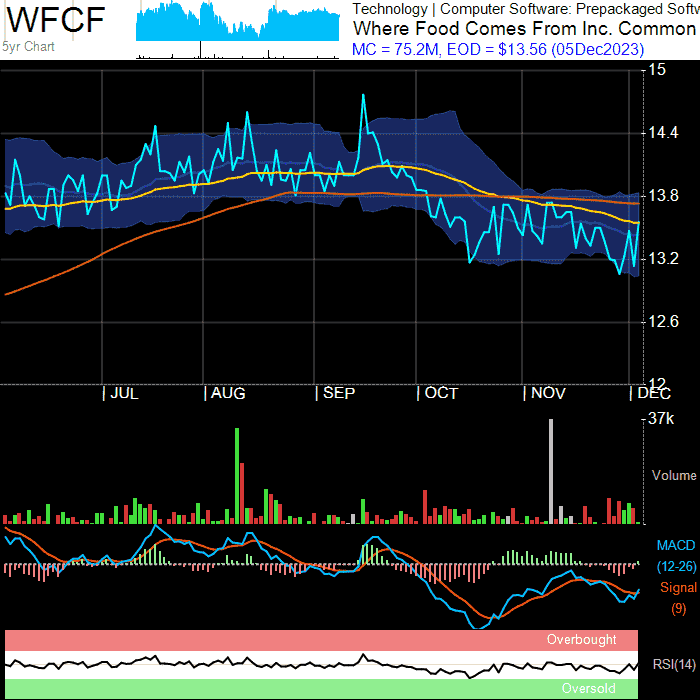 WFCF
5yr Chart
Technology | Computer Software: Prepackaged Softw
Where Food Comes From Inc. Common
MC = 75.2M, EOD = $13.56 (05Dec2023)
15
14.4
13.8
13.2
12.6
12
JUL
AUG
SEP
OCT
NOV
DEC
37k
Volume
MACD
(12-26)
Signal
(9)
Overbought
RSI(14)
Oversold